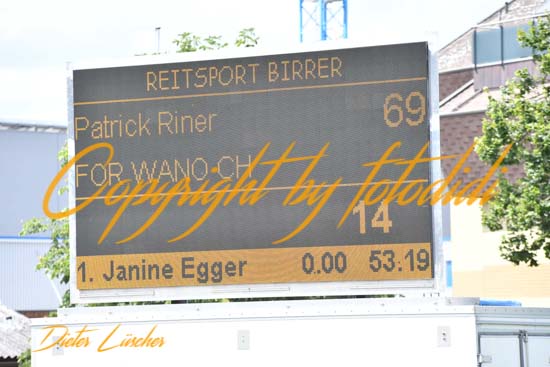 REITSPORT BIRRER
Patrick Riner 69
FOR WANO CH
Copyright by fotodidi
14
1. Janine Egger 0.00 53:19
Dieter Lüscher